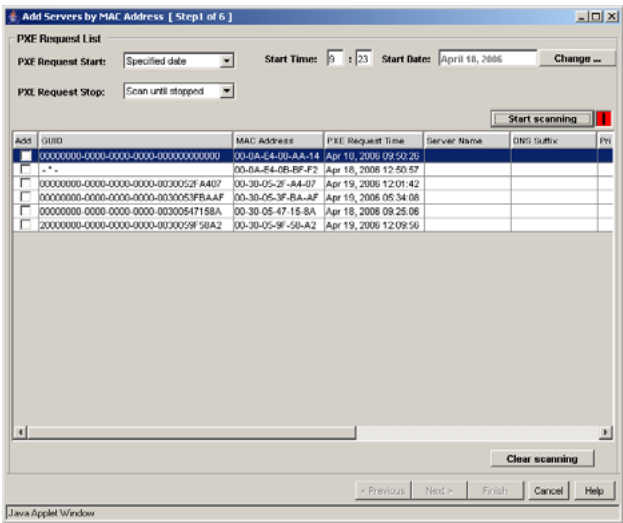 Add Servers by MAC Address [ Step1 of 6 ]
PXE Request List
PXE Request Start: Specified date Start Time: 9 : 23 Start Date: April 18, 2006 Change ...
PXE Request Stop: Scan until stopped
Start scanning
Add GUID MAC Address PXE Request Time Server Name DNS Suffix Pri
00000000-0000-0000-0000-000000000000 00-0A-E4-08-AA-14 Apr 18, 2006 09:50:26
- * - 00-0A-E4-0B-BF-F2 Apr 18, 2006 12:50:57
00000000-0000-0000-0000-0030052FA407 00-30-05-2F-A4-07 Apr 19, 2006 12:01:42
00000000-0000-0000-0000-0030053FBAAF 00-30-05-3F-BA-AF Apr 19, 2006 05:34:08
00000000-0000-0000-0000-00300547158A 00-30-05-47-15-8A Apr 18, 2006 09:25:06
20000000-0000-0000-0000-0030059F58A2 00-30-05-9F-58-A2 Apr 19, 2006 12:09:56
Clear scanning
< Previous Next > Finish Cancel Help
Java Applet Window